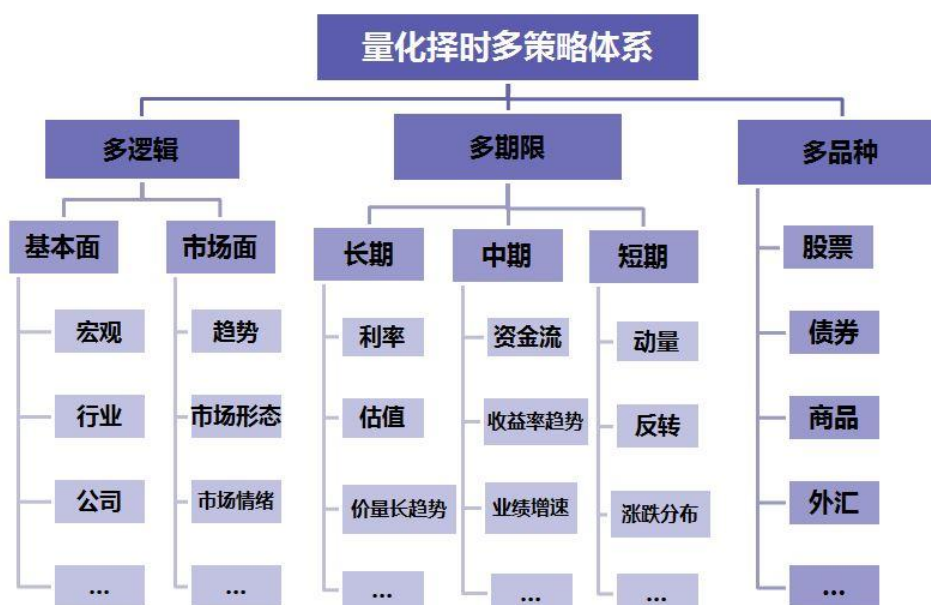 量化择时多策略体系
多逻辑
多期限
多品种
基本面
市场面
长期
中期
短期
股票
宏观
趋势
利率
资金流
动量
债券
行业
市场形态
估值
收益率趋势
反转
商品
公司
市场情绪
价量长趋势
业绩增速
涨跌分布
外汇
...
...
...
...
...
...